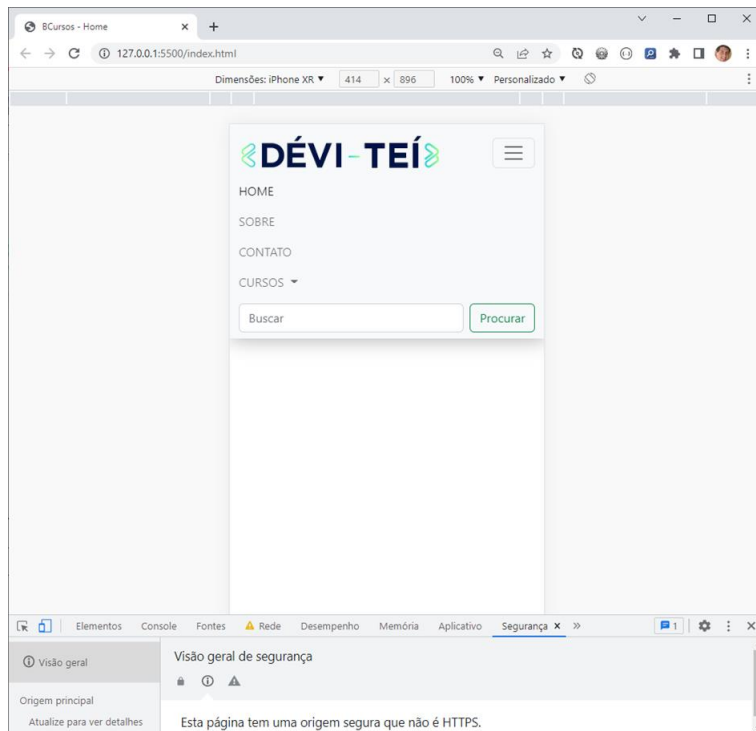 BCursos - Home
127.0.0.1:5500/index.html
Dimensões: iPhone XR ▼ 414 × 896 100% ▼ Personalizado ▼
DÉVI-TEÍ
HOME
SOBRE
CONTATO
CURSOS
Buscar Procurar
Elementos Console Fontes Rede Desempenho Memória Aplicativo Segurança × » 1
Visão geral
Visão geral de segurança
Origem principal
Atualize para ver detalhes
Esta página tem uma origem segura que não é HTTPS.